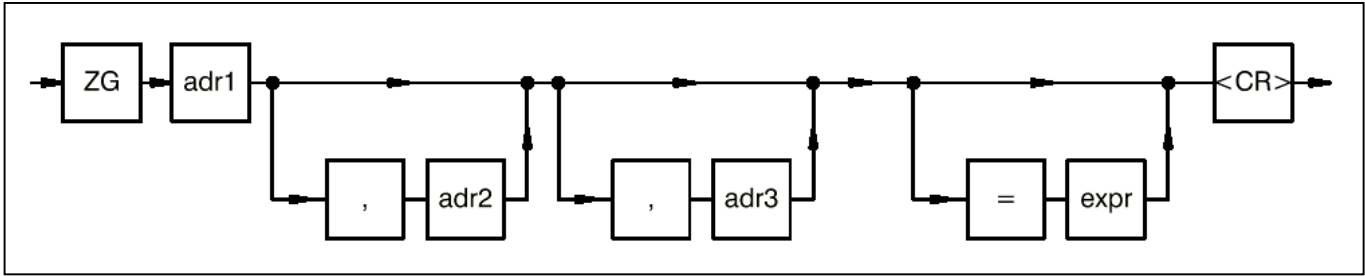 ZG adr1 <CR>
, adr2 , adr3 = expr